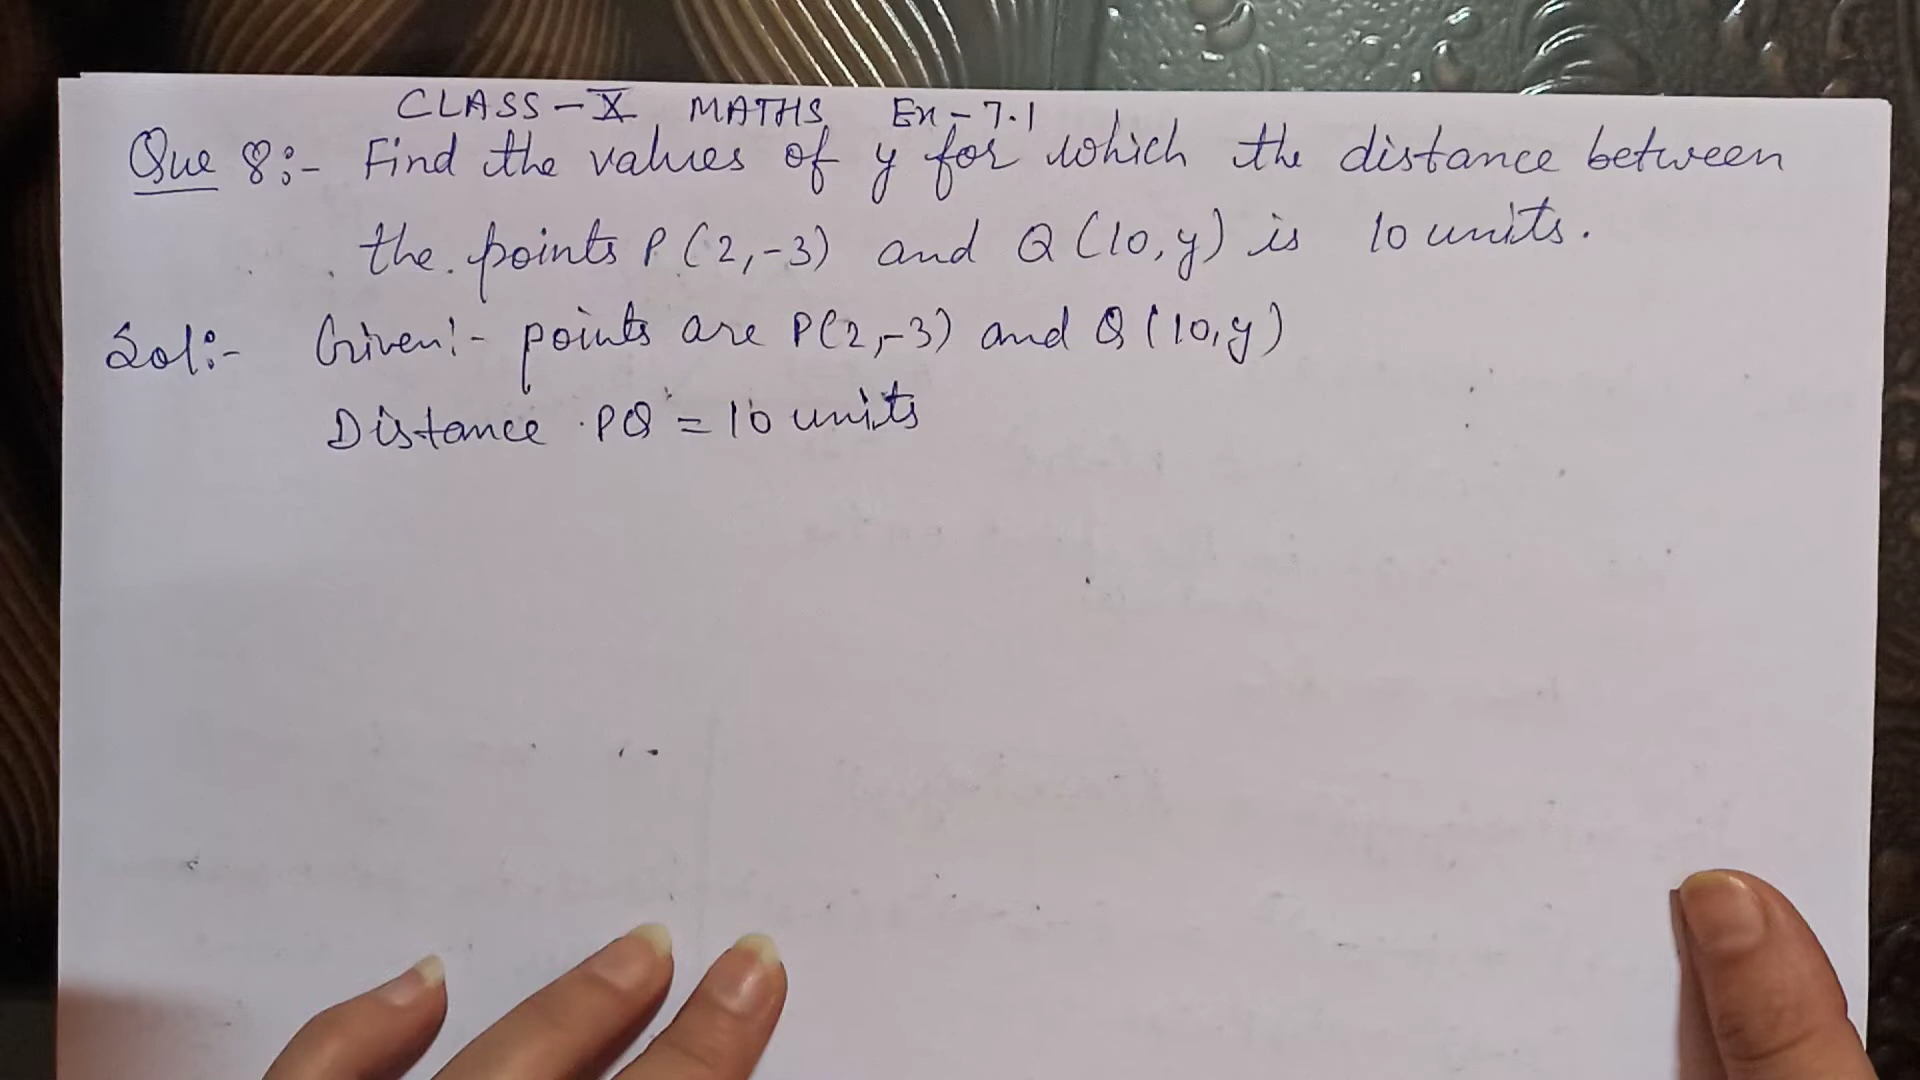 CLASS-X MATHS Ex-7.1
Que 8:- Find the values of y for which the distance between
the points P(2,-3) and Q(10,y) is 10 units.
Sol:- Given:- points are P(2,-3) and Q(10,y)
Distance PQ = 10 units